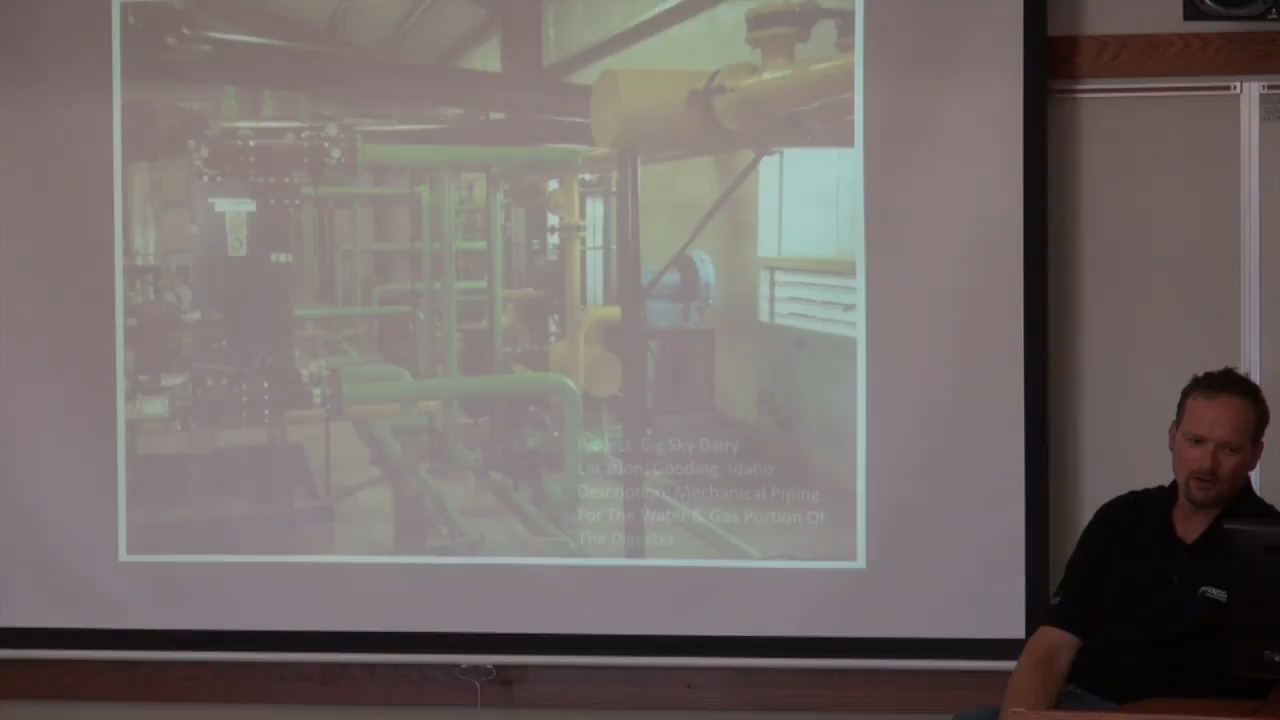 Project, Big Sky Dairy
Location, Gooding, Idaho
Description, Mechanical Piping
For The Water & Gas Portion Of
The Digester